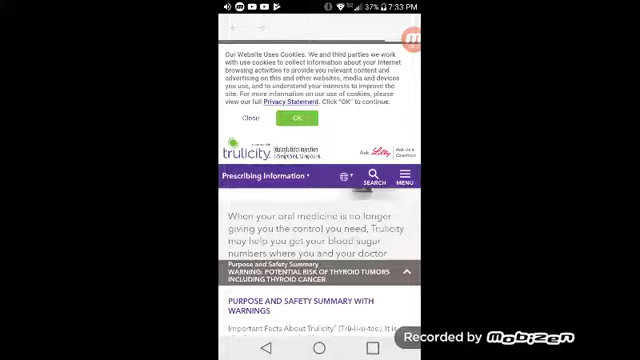 37% 7:33 PM
Our Website Uses Cookies. We and third parties we work
with use cookies to collect information about your Internet
browsing activities to provide you relevant content and
advertising on this and other websites, media and devices
you use, and to understand your interests to improve the
site. For more information on our use of cookies, please
view our full Privacy Statement. Click "OK" to continue.
Close OK
trulicity
Ask Lilly
Prescribing Information
SEARCH MENU
When your oral medicine is no longer
giving you the control you need, Trulicity
may help you get your blood sugar
numbers where you and your doctor
Purpose and Safety Summary
WARNING: POTENTIAL RISK OF THYROID TUMORS
INCLUDING THYROID CANCER
PURPOSE AND SAFETY SUMMARY WITH
WARNINGS
Important Facts About Trulicity It is
Recorded by Mobizen